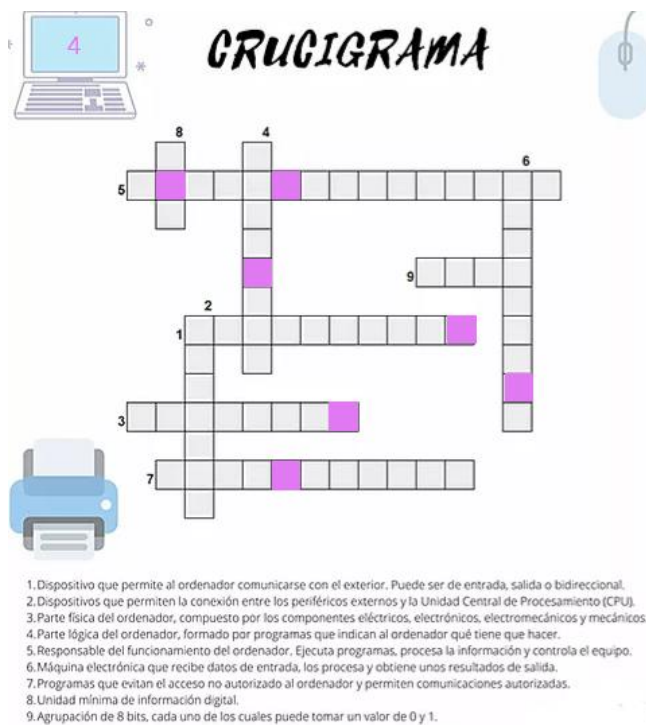 4
CRUCIGRAMA
8 4
6
5
9
2
1
3
7
1.Dispositivo que permite al ordenador comunicarse con el exterior. Puede ser de entrada, salida o bidireccional.
2.Dispositivos que permiten la conexión entre los periféricos externos y la Unidad Central de Procesamiento (CPU).
3.Parte física del ordenador, compuesto por los componentes eléctricos, electrónicos, electromecánicos y mecánicos.
4.Parte lógica del ordenador, formado por programas que indican al ordenador qué tiene que hacer.
5.Responsable del funcionamiento del ordenador. Ejecuta programas, procesa la información y controla el equipo.
6.Máquina electrónica que recibe datos de entrada, los procesa y obtiene unos resultados de salida.
7.Programas que evitan el acceso no autorizado al ordenador y permiten comunicaciones autorizadas.
8.Unidad mínima de información digital.
9.Agrupación de 8 bits, cada uno de los cuales puede tomar un valor de 0 y 1.